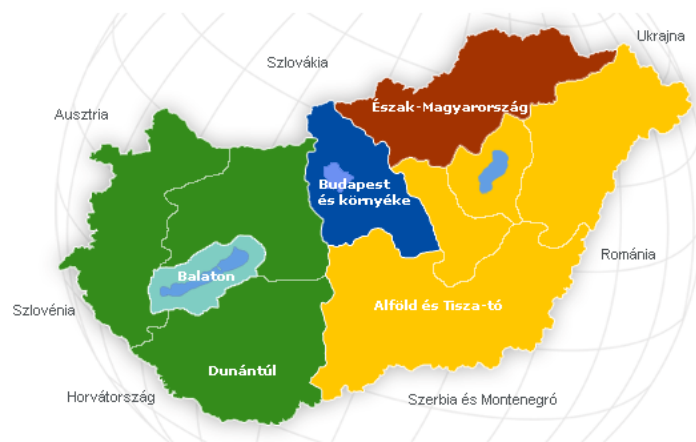 Ukrajna
Szlovákia
Észak-Magyarország
Ausztria
Budapest
és környéke
Románia
Balaton
Alföld és Tisza-tó
Szlovénia
Dunántúl
Horvátország
Szerbia és Montenegró